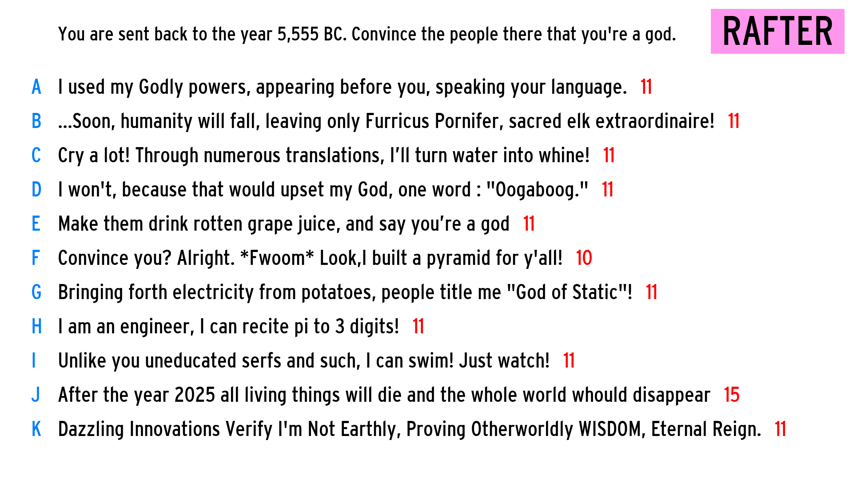 You are sent back to the year 5,555 BC. Convince the people there that you're a god.
RAFTER
A I used my Godly powers, appearing before you, speaking your language. 11
B ...Soon, humanity will fall, leaving only Furricus Pornifer, sacred elk extraordinaire! 11
C Cry a lot! Through numerous translations, I'll turn water into whine! 11
D I won't, because that would upset my God, one word : "Oogaboog." 11
E Make them drink rotten grape juice, and say you're a god 11
F Convince you? Alright. *Fwoom* Look,I built a pyramid for y'all! 10
G Bringing forth electricity from potatoes, people title me "God of Static"! 11
H I am an engineer, I can recite pi to 3 digits! 11
I Unlike you uneducated serfs and such, I can swim! Just watch! 11
J After the year 2025 all living things will die and the whole world whould disappear 15
K Dazzling Innovations Verify I'm Not Earthly, Proving Otherworldly WISDOM, Eternal Reign. 11